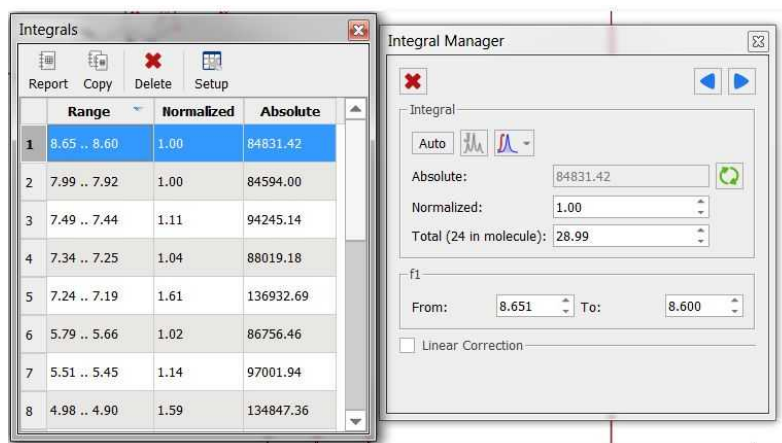 Integrals
Report Copy Delete Setup
Range Normalized Absolute
1 8.65 .. 8.60 1.00 84831.42
2 7.99 .. 7.92 1.00 84594.00
3 7.49 .. 7.44 1.11 94245.14
4 7.34 .. 7.25 1.04 88019.18
5 7.24 .. 7.19 1.61 136932.69
6 5.79 .. 5.66 1.02 86756.46
7 5.51 .. 5.45 1.14 97001.94
8 4.98 .. 4.90 1.59 134847.36
Integral Manager
Integral
Auto
Absolute: 84831.42
Normalized: 1.00
Total (24 in molecule): 28.99
f1
From: 8.651 To: 8.600
Linear Correction